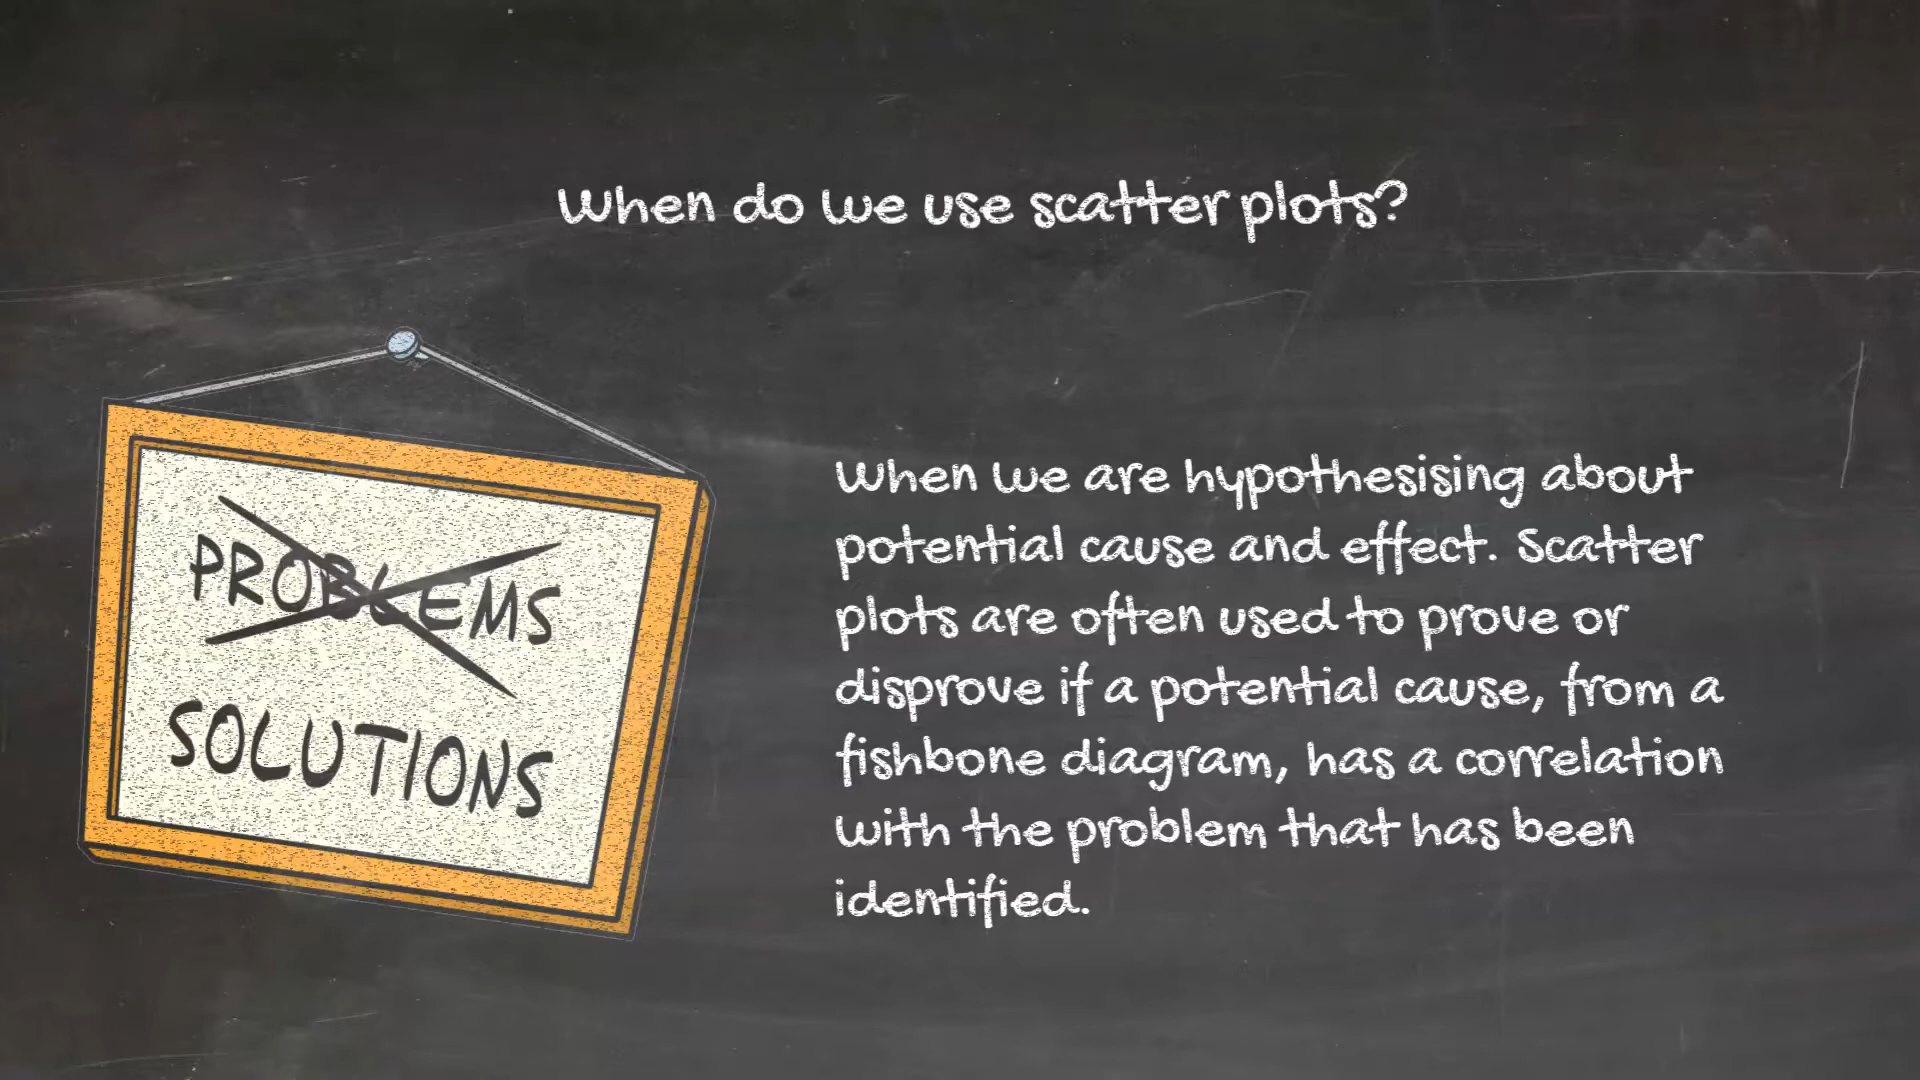 When do we use scatter plots?
PROBLEMS
SOLUTIONS
When we are hypothesising about
potential cause and effect. Scatter
plots are often used to prove or
disprove if a potential cause, from a
fishbone diagram, has a correlation
with the problem that has been
identified.